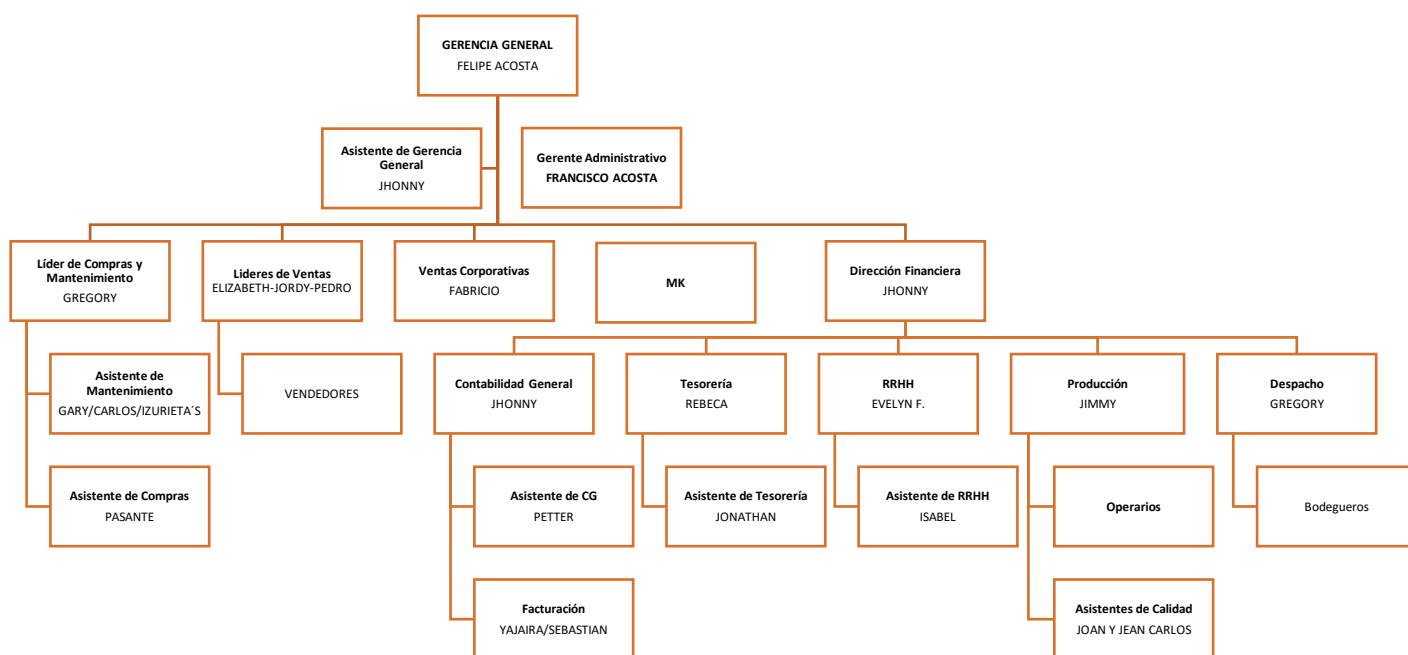 GERENCIA GENERAL
FELIPE ACOSTA
Asistente de Gerencia
General
JHONNY
Gerente Administrativo
FRANCISCO ACOSTA
Líder de Compras y
Mantenimiento
GREGORY
Lideres de Ventas
ELIZABETH-JORDY-PEDRO
Ventas Corporativas
FABRICIO
MK
Dirección Financiera
JHONNY
Asistente de
Mantenimiento
GARY/CARLOS/IZURIETA´S
VENDEDORES
Contabilidad General
JHONNY
Tesorería
REBECA
RRHH
EVELYN F.
Producción
JIMMY
Despacho
GREGORY
Asistente de Compras
PASANTE
Asistente de CG
PETTER
Asistente de Tesorería
JONATHAN
Asistente de RRHH
ISABEL
Operarios
Bodegueros
Facturación
YAJAIRA/SEBASTIAN
Asistentes de Calidad
JOAN Y JEAN CARLOS